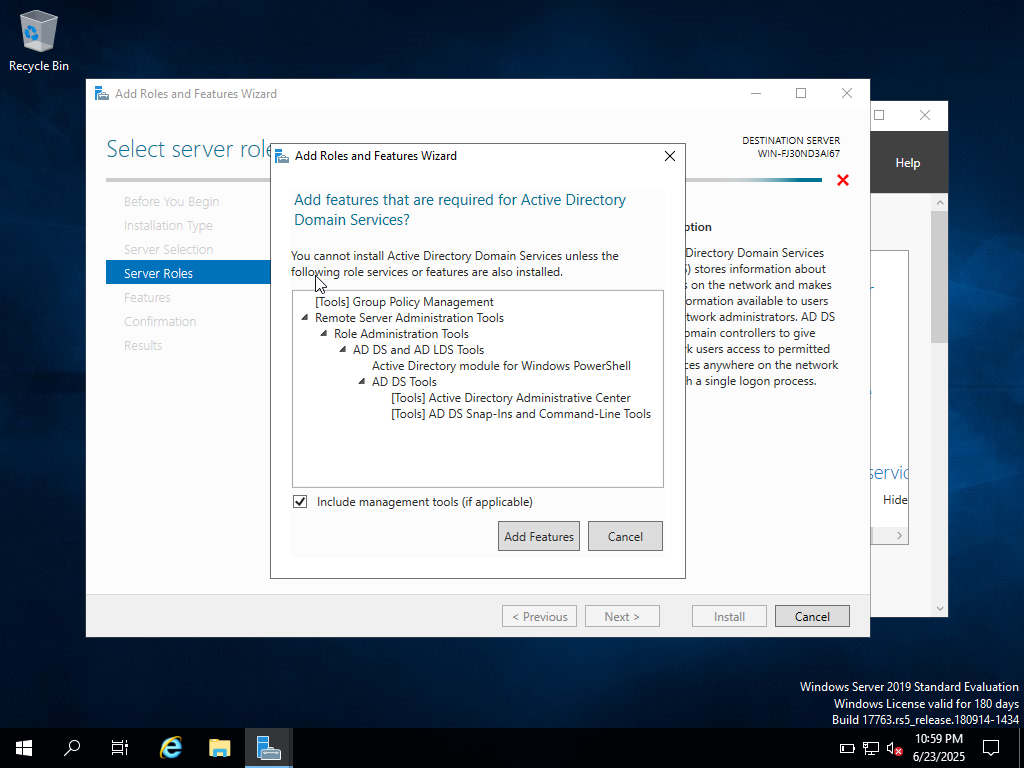 Recycle Bin
Add Roles and Features Wizard
Select server role
DESTINATION SERVER
WIN-FJ30ND3AI67
Before You Begin
Installation Type
Server Selection
Server Roles
Features
Confirmation
Results
Add Roles and Features Wizard
Add features that are required for Active Directory
Domain Services?
You cannot install Active Directory Domain Services unless the
following role services or features are also installed.
[Tools] Group Policy Management
Remote Server Administration Tools
Role Administration Tools
AD DS and AD LDS Tools
Active Directory module for Windows PowerShell
AD DS Tools
[Tools] Active Directory Administrative Center
[Tools] AD DS Snap-Ins and Command-Line Tools
Include management tools (if applicable)
Add Features
Cancel
ption
Directory Domain Services
) stores information about
s on the network and makes
ormation available to users
twork administrators. AD DS
omain controllers to give
k users access to permitted
ces anywhere on the network
h a single logon process.
< Previous
Next >
Install
Cancel
Help
servic
Hide
Windows Server 2019 Standard Evaluation
Windows License valid for 180 days
Build 17763.rs5_release.180914-1434
10:59 PM
6/23/2025